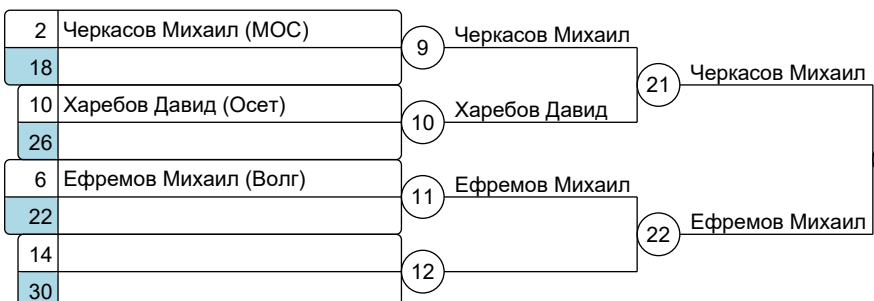 2 Черкасов Михаил (МОС)
9 Черкасов Михаил
18
21 Черкасов Михаил
10 Харебов Давид (Осет)
10 Харебов Давид
26
6 Ефремов Михаил (Волг)
11 Ефремов Михаил
22
22 Ефремов Михаил
14
12
30